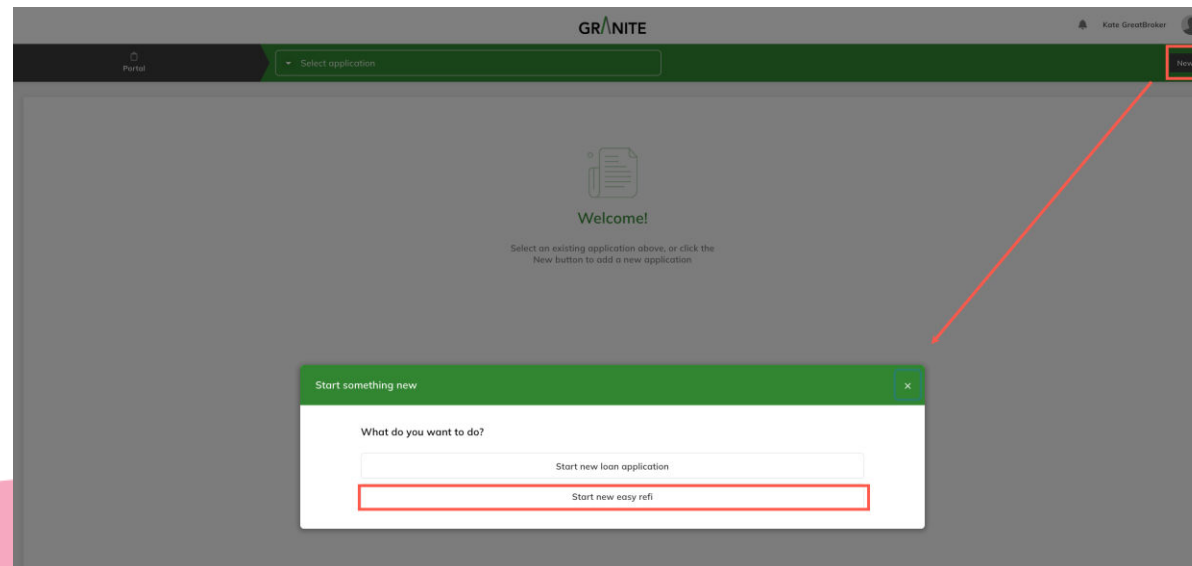 GRANITE
Kate GreatBroker
Portal
Select application
New
Welcome!
Select an existing application above, or click the
New button to add a new application
Start something new
What do you want to do?
Start new loan application
Start new easy refi